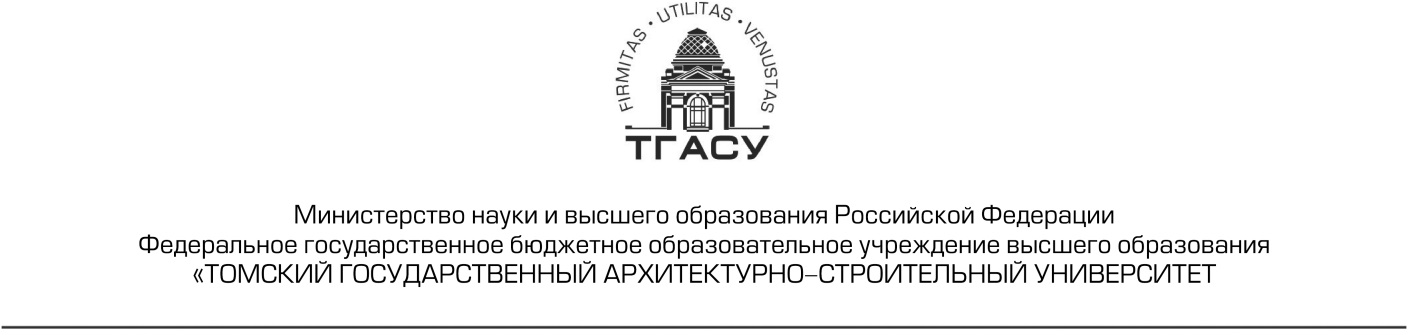 FIRMITAS · UTILITAS · VENUSTAS
ТГАСУ
Министерство науки и высшего образования Российской Федерации
Федеральное государственное бюджетное образовательное учреждение высшего образования
«ТОМСКИЙ ГОСУДАРСТВЕННЫЙ АРХИТЕКТУРНО–СТРОИТЕЛЬНЫЙ УНИВЕРСИТЕТ